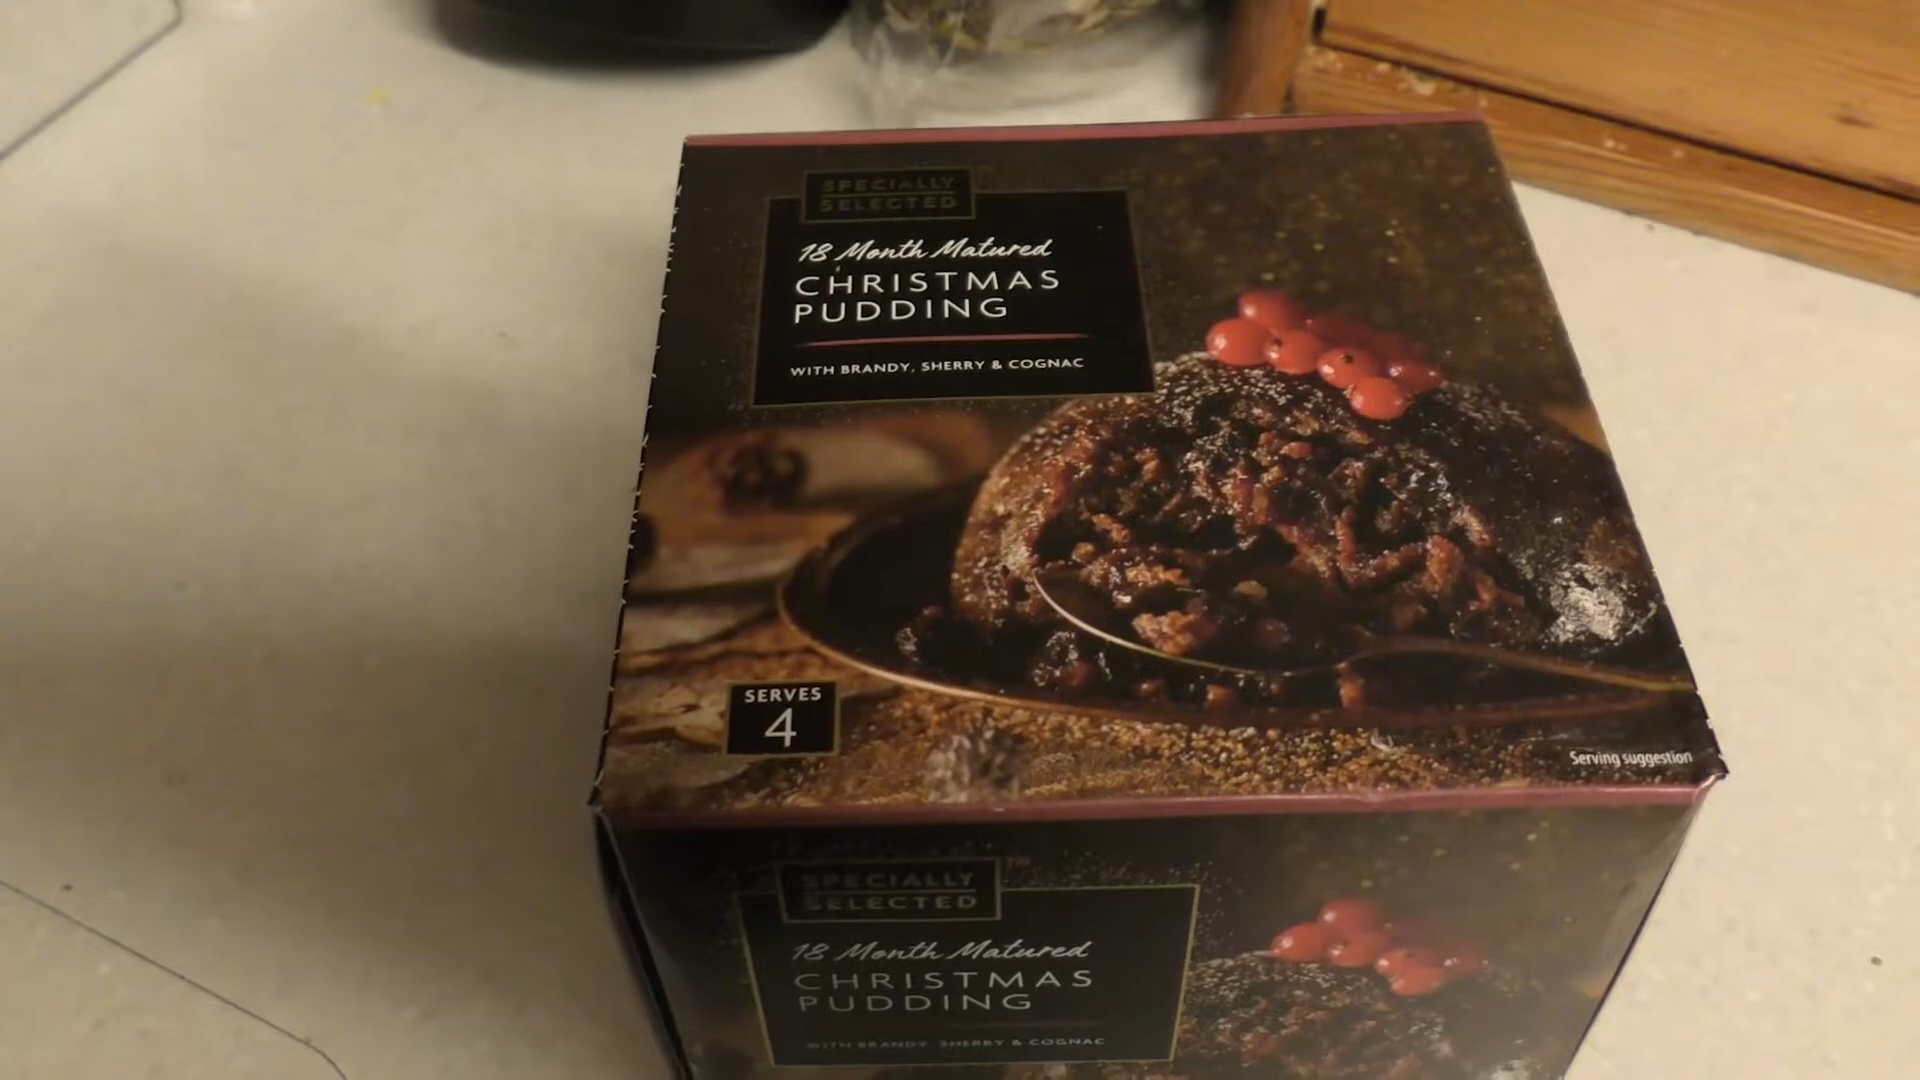 SPECIALLY
SELECTED
18 Month Matured
CHRISTMAS
PUDDING
WITH BRANDY, SHERRY & COGNAC
SERVES
4
Serving suggestion
SPECIALLY
SELECTED
TM
18 Month Matured
CHRISTMAS
PUDDING
WITH BRANDY, SHERRY & COGNAC